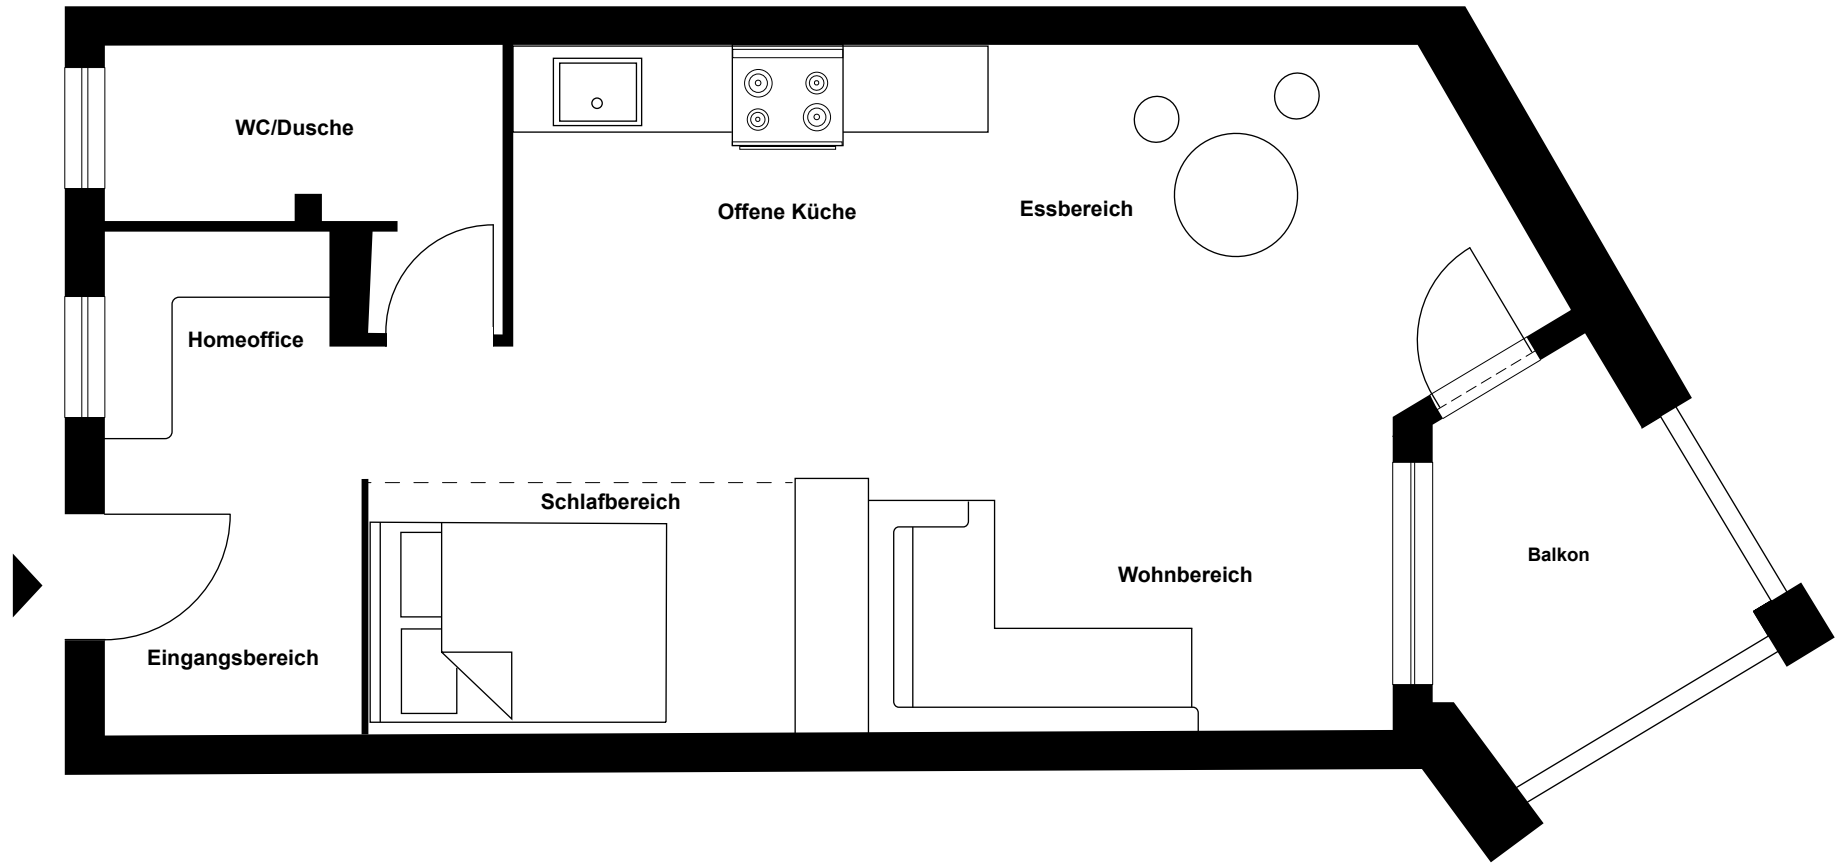 WC/Dusche
Offene Küche
Essbereich
Homeoffice
Schlafbereich
Wohnbereich
Balkon
Eingangsbereich